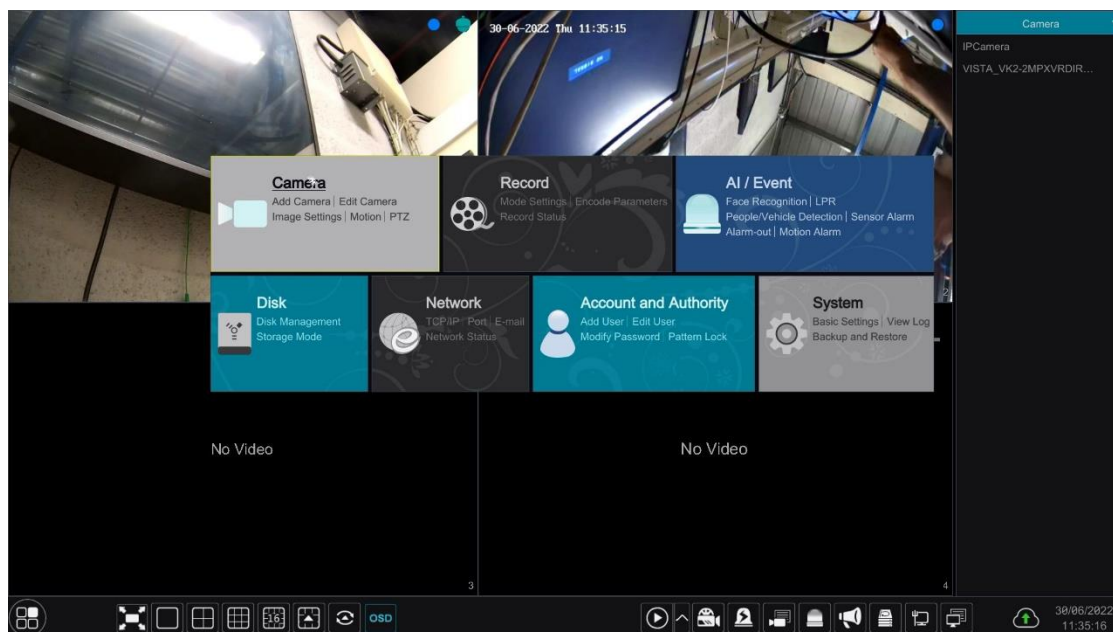 30-06-2022 Thu 11:35:15
Camera
IPCamera
VISTA_VK2-2MPXVRDIR...
Camera
Add Camera | Edit Camera
Image Settings | Motion | PTZ
Record
Mode Settings | Encode Parameters
Record Status
AI / Event
Face Recognition | LPR
People/Vehicle Detection | Sensor Alarm
Alarm-out | Motion Alarm
2
Disk
Disk Management
Storage Mode
Network
TCP/IP | Port | E-mail
Network Status
Account and Authority
Add User | Edit User
Modify Password | Pattern Lock
System
Basic Settings | View Log
Backup and Restore
No Video
No Video
3
4
16
OSD
30/06/2022
11:35:16